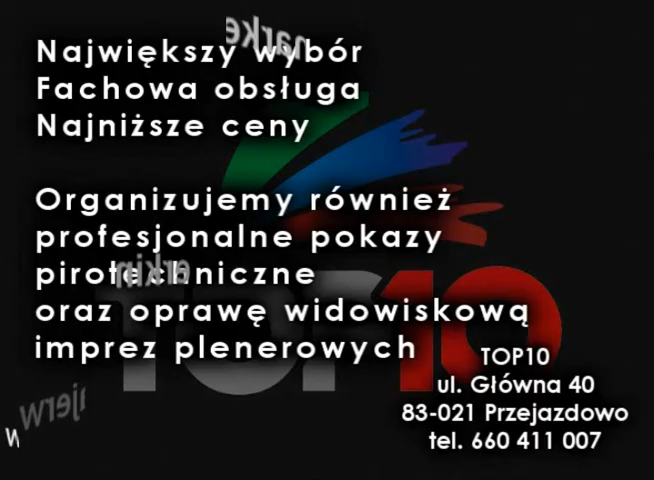 Największy wybór
Fachowa obsługa
Najniższe ceny
Organizujemy również
profesjonalne pokazy
pirotechniczne
oraz oprawę widowiskową
imprez plenerowych
TOP10
TOP10
ul. Główna 40
83-021 Przejazdowo
tel. 660 411 007